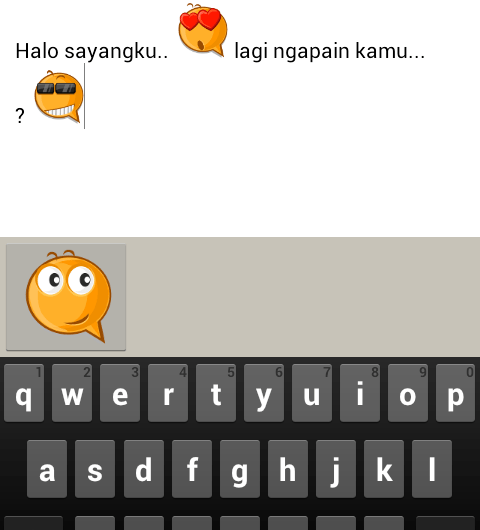 Halo sayangku.. lagi ngapain kamu...
?
1 2 3 4 5 6 7 8 9 0
q w e r t y u i o p
a s d f g h j k l